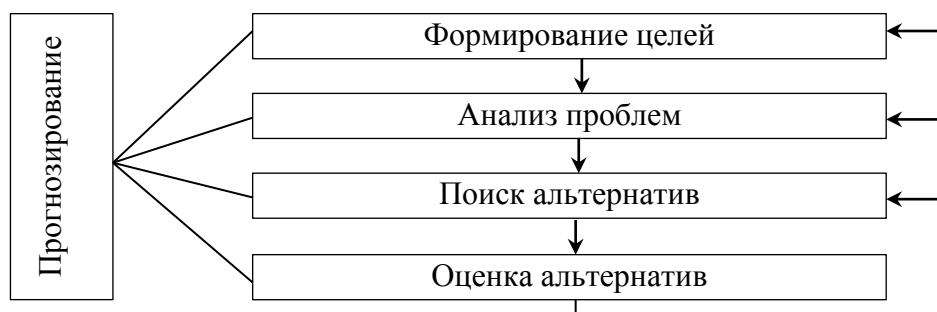 Прогнозирование
Формирование целей
Анализ проблем
Поиск альтернатив
Оценка альтернатив